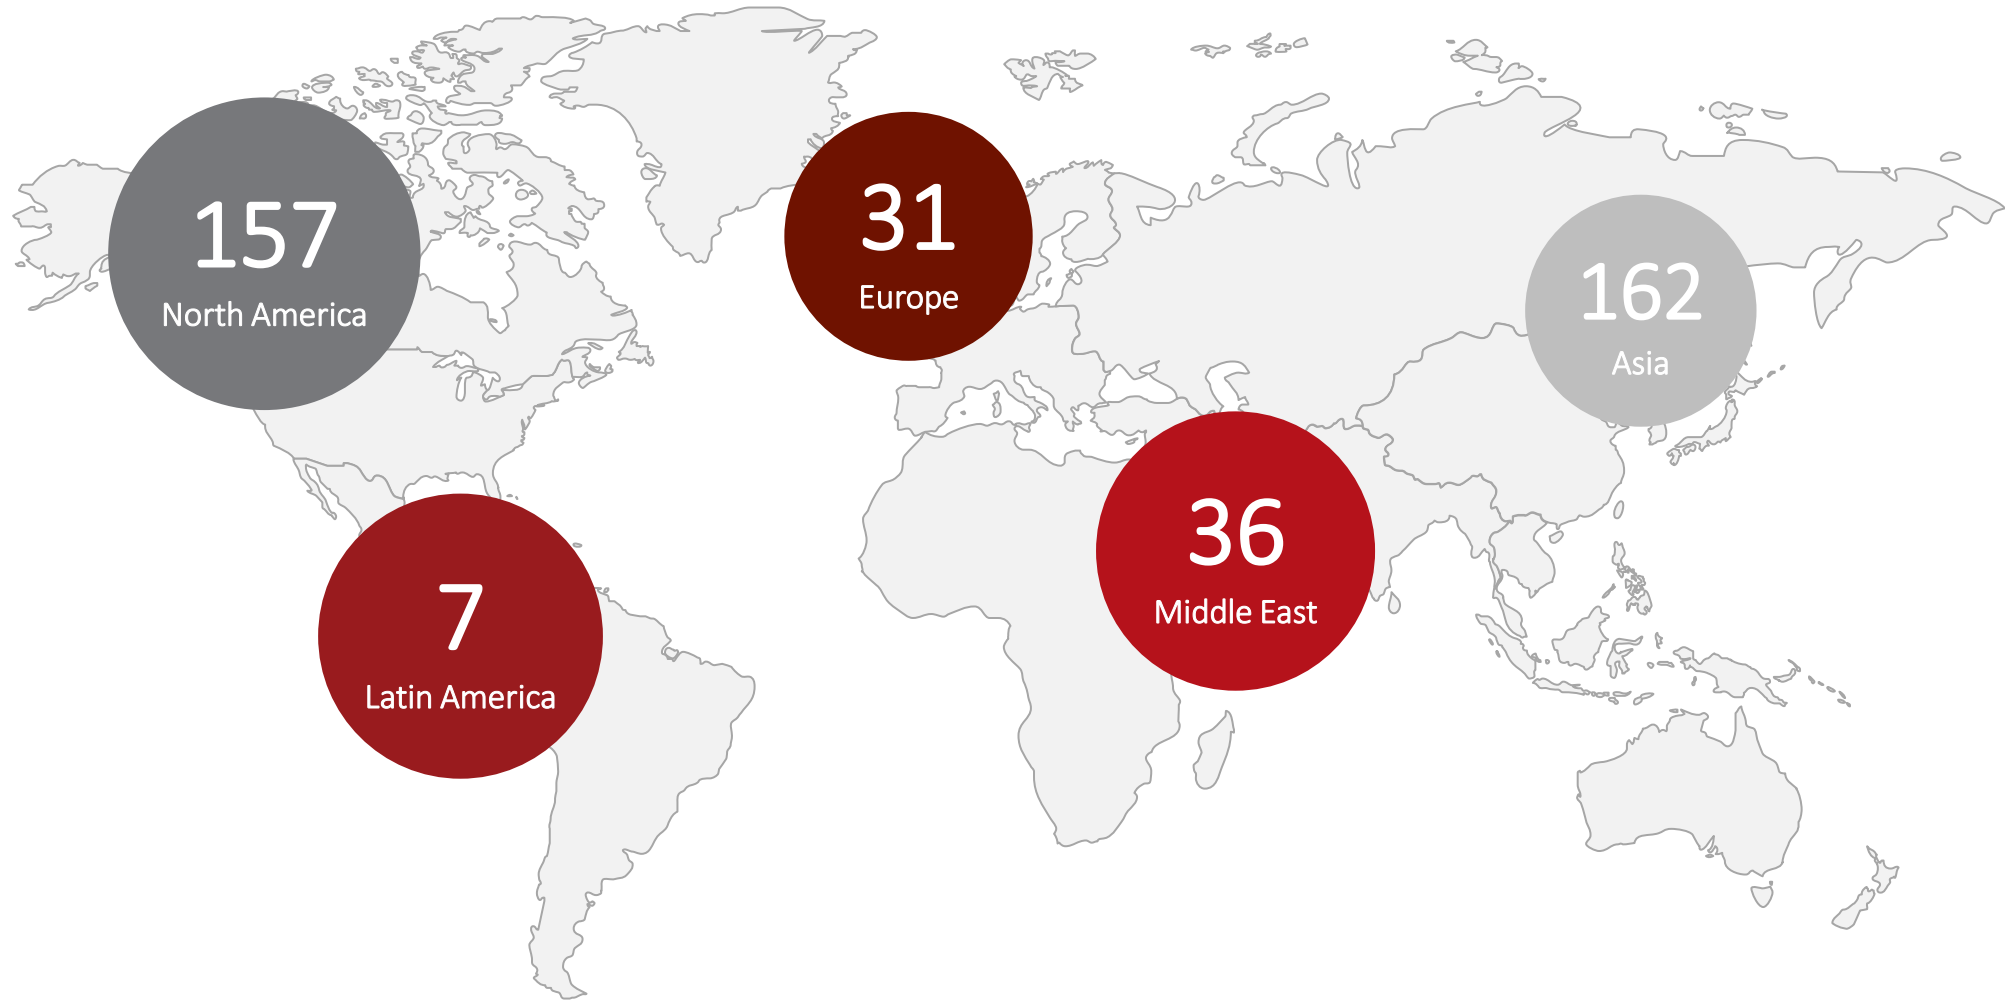 157
North America
31
Europe
162
Asia
36
Middle East
7
Latin America